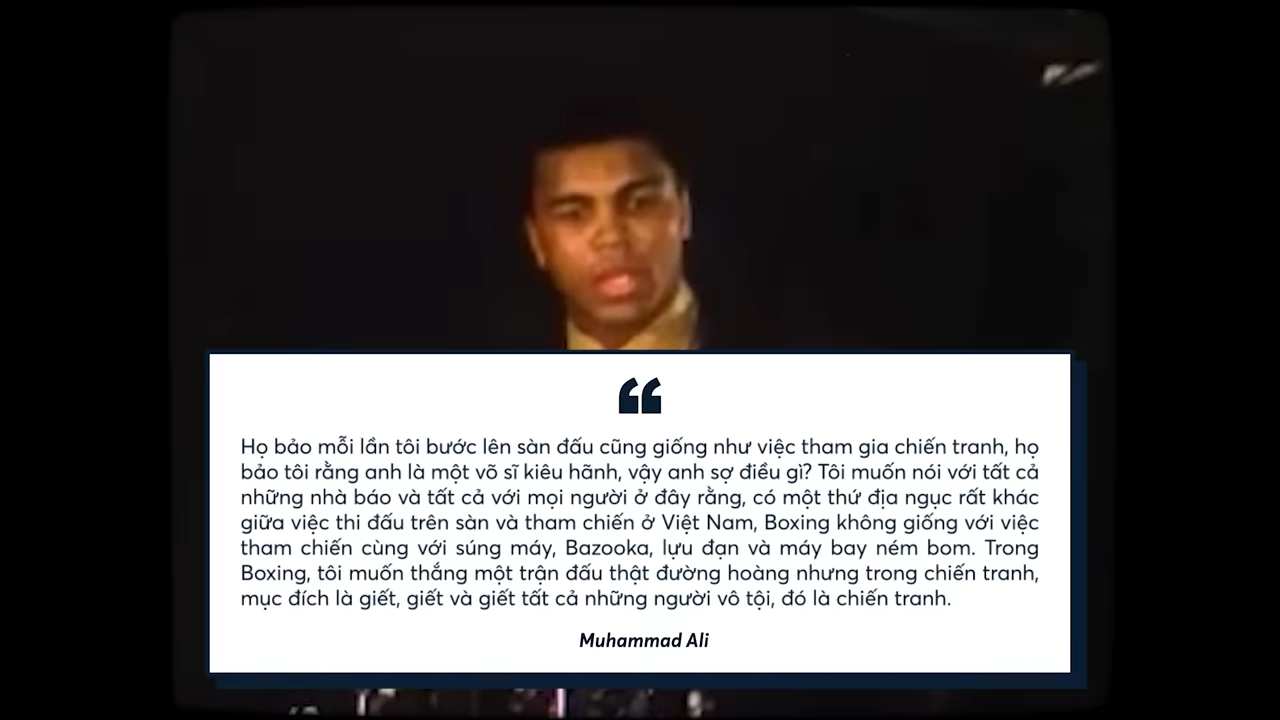 Họ bảo mỗi lần tôi bước lên sàn đấu cũng giống như việc tham gia chiến tranh, họ
bảo tôi rằng anh là một võ sĩ kiêu hãnh, vậy anh sợ điều gì? Tôi muốn nói với tất cả
những nhà báo và tất cả với mọi người ở đây rằng, có một thứ địa ngục rất khác
giữa việc thi đấu trên sàn và tham chiến ở Việt Nam, Boxing không giống với việc
tham chiến cùng với súng máy, Bazooka, lựu đạn và máy bay ném bom. Trong
Boxing, tôi muốn thắng một trận đấu thật đường hoàng nhưng trong chiến tranh,
mục đích là giết, giết và giết tất cả những người vô tội, đó là chiến tranh.
Muhammad Ali